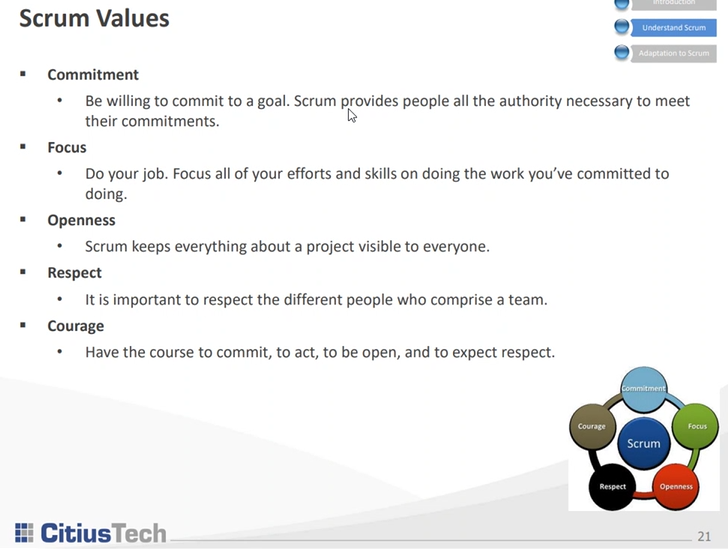 Scrum Values
Introduction
Understand Scrum
Adaptation to Scrum
▪ Commitment
• Be willing to commit to a goal. Scrum provides people all the authority necessary to meet
their commitments.
▪ Focus
• Do your job. Focus all of your efforts and skills on doing the work you've committed to
doing.
▪ Openness
• Scrum keeps everything about a project visible to everyone.
▪ Respect
• It is important to respect the different people who comprise a team.
▪ Courage
• Have the course to commit, to act, to be open, and to expect respect.
Commitment
Courage
Focus
Scrum
Respect
Openness
CitiusTech
21